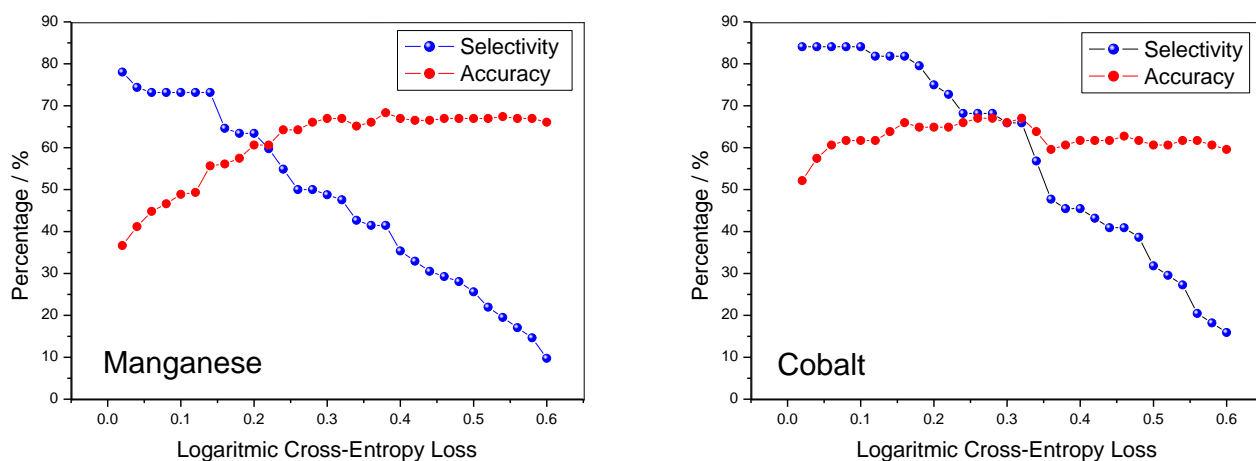 90
80
70
60
50
40
30
20
10
0
Percentage / %
Selectivity
Accuracy
Manganese
0.0 0.1 0.2 0.3 0.4 0.5 0.6
Logaritmic Cross-Entropy Loss
90
80
70
60
50
40
30
20
10
0
Percentage / %
Selectivity
Accuracy
Cobalt
0.0 0.1 0.2 0.3 0.4 0.5 0.6
Logaritmic Cross-Entropy Loss